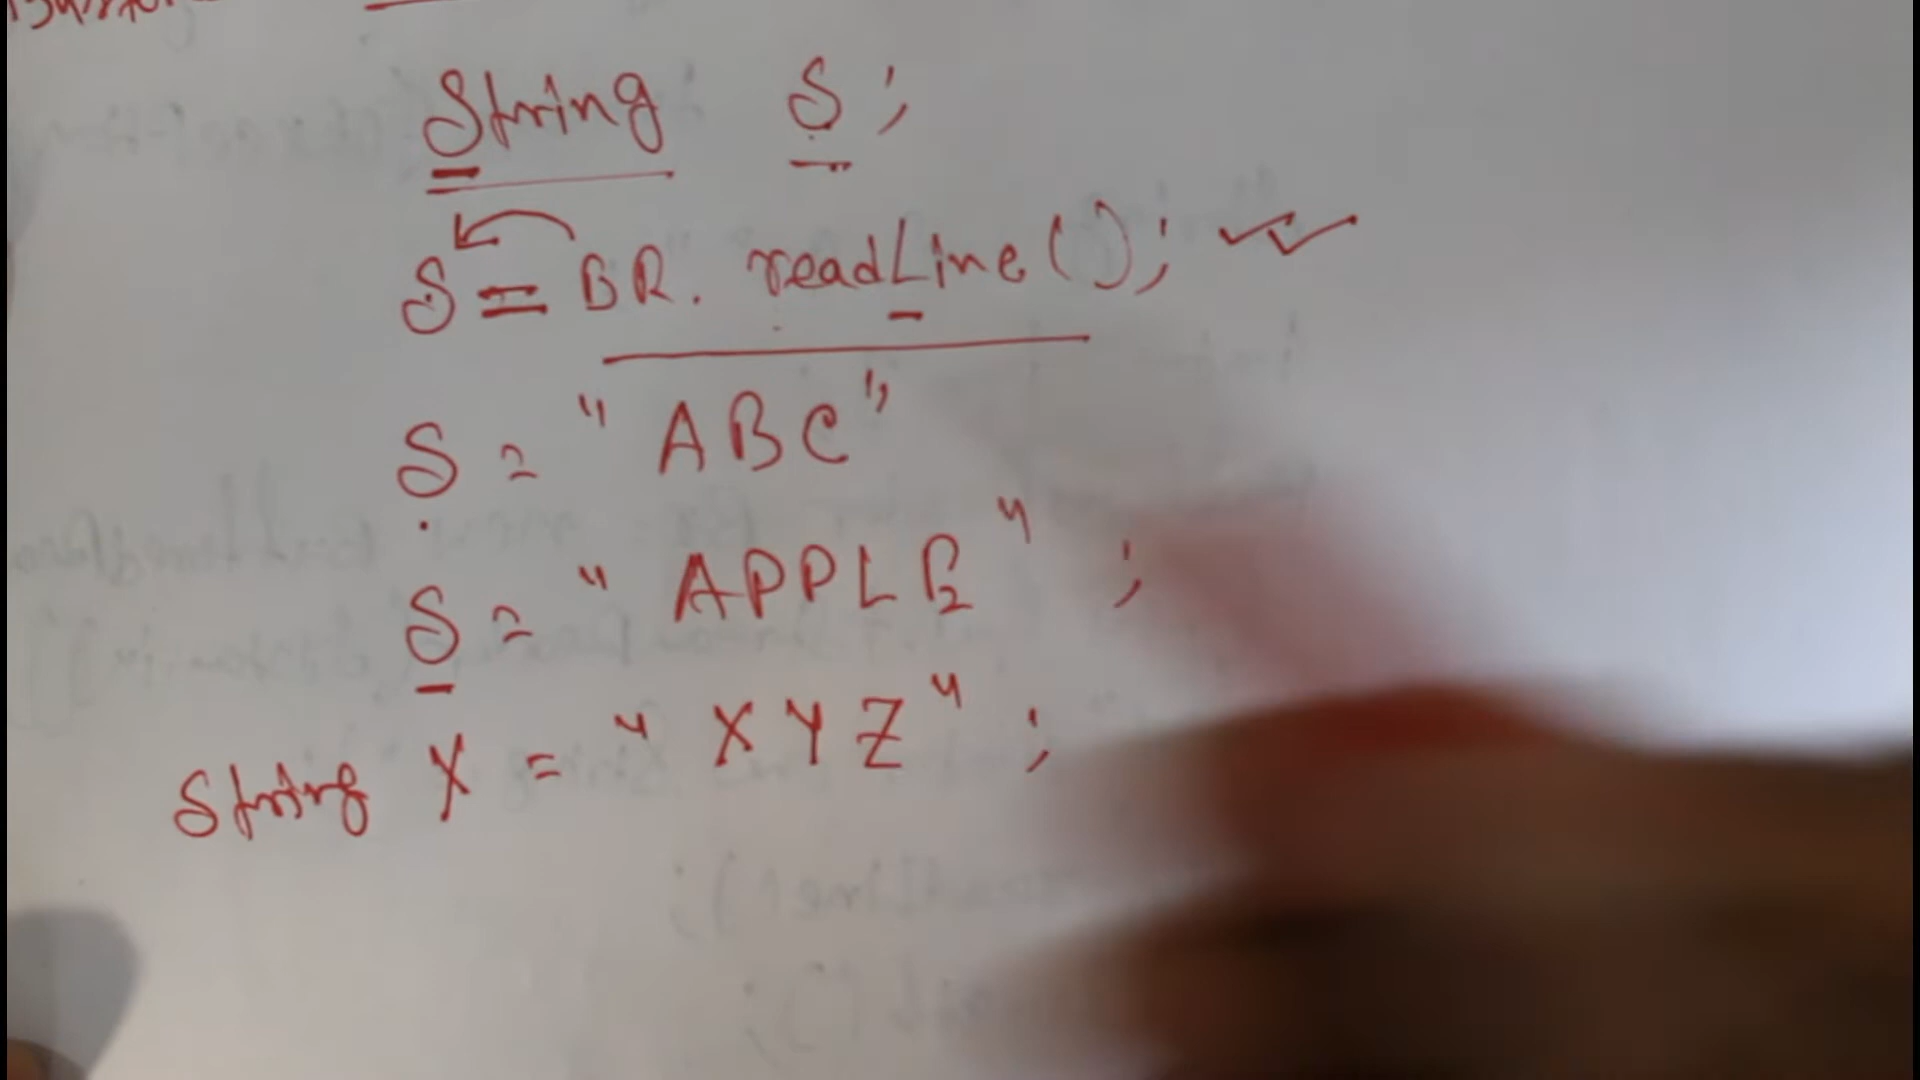 String S;
S = BR. readLine();
S = "ABC"
S = "APPLE";
String X = "XYZ";